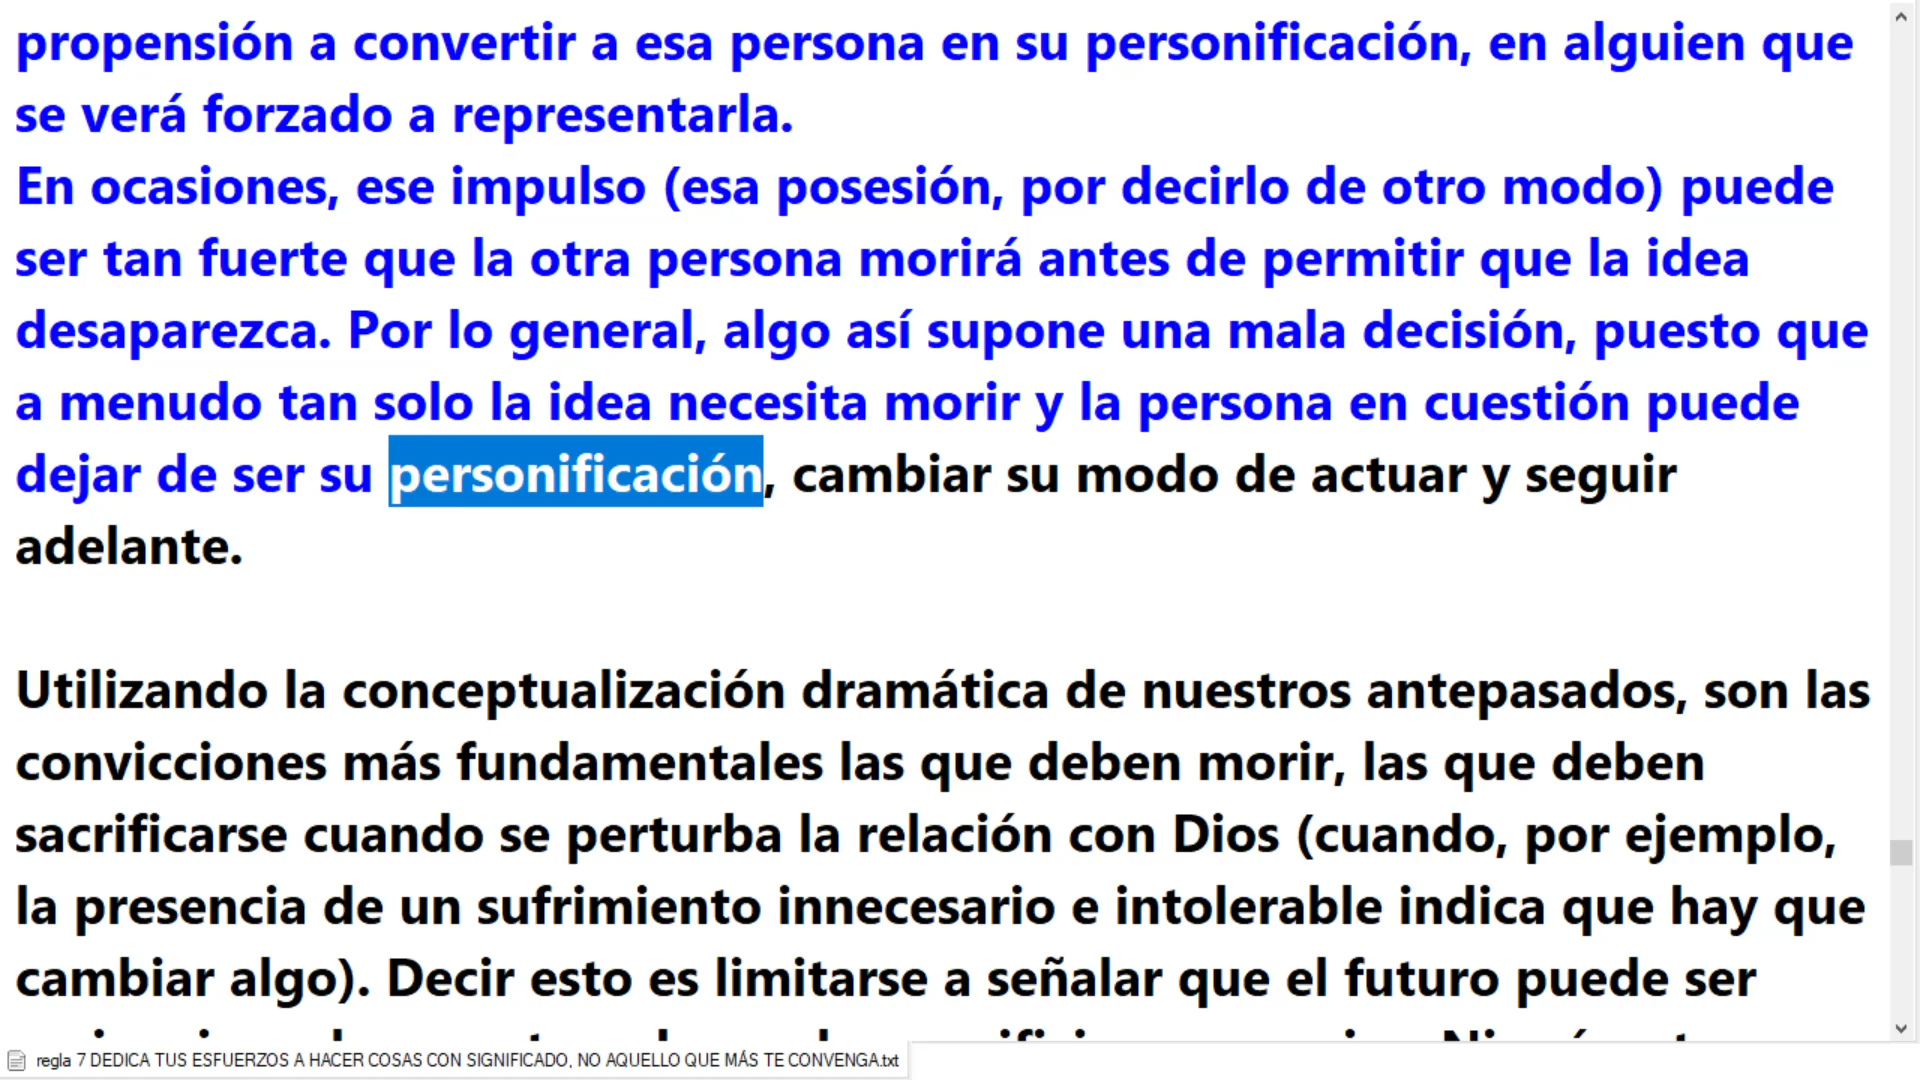 propensión a convertir a esa persona en su personificación, en alguien que
se verá forzado a representarla.
En ocasiones, ese impulso (esa posesión, por decirlo de otro modo) puede
ser tan fuerte que la otra persona morirá antes de permitir que la idea
desaparezca. Por lo general, algo así supone una mala decisión, puesto que
a menudo tan solo la idea necesita morir y la persona en cuestión puede
dejar de ser su personificación, cambiar su modo de actuar y seguir
adelante.
Utilizando la conceptualización dramática de nuestros antepasados, son las
convicciones más fundamentales las que deben morir, las que deben
sacrificarse cuando se perturba la relación con Dios (cuando, por ejemplo,
la presencia de un sufrimiento innecesario e intolerable indica que hay que
cambiar algo). Decir esto es limitarse a señalar que el futuro puede ser
regla 7 DEDICA TUS ESFUERZOS A HACER COSAS CON SIGNIFICADO, NO AQUELLO QUE MÁS TE CONVENGA.txt